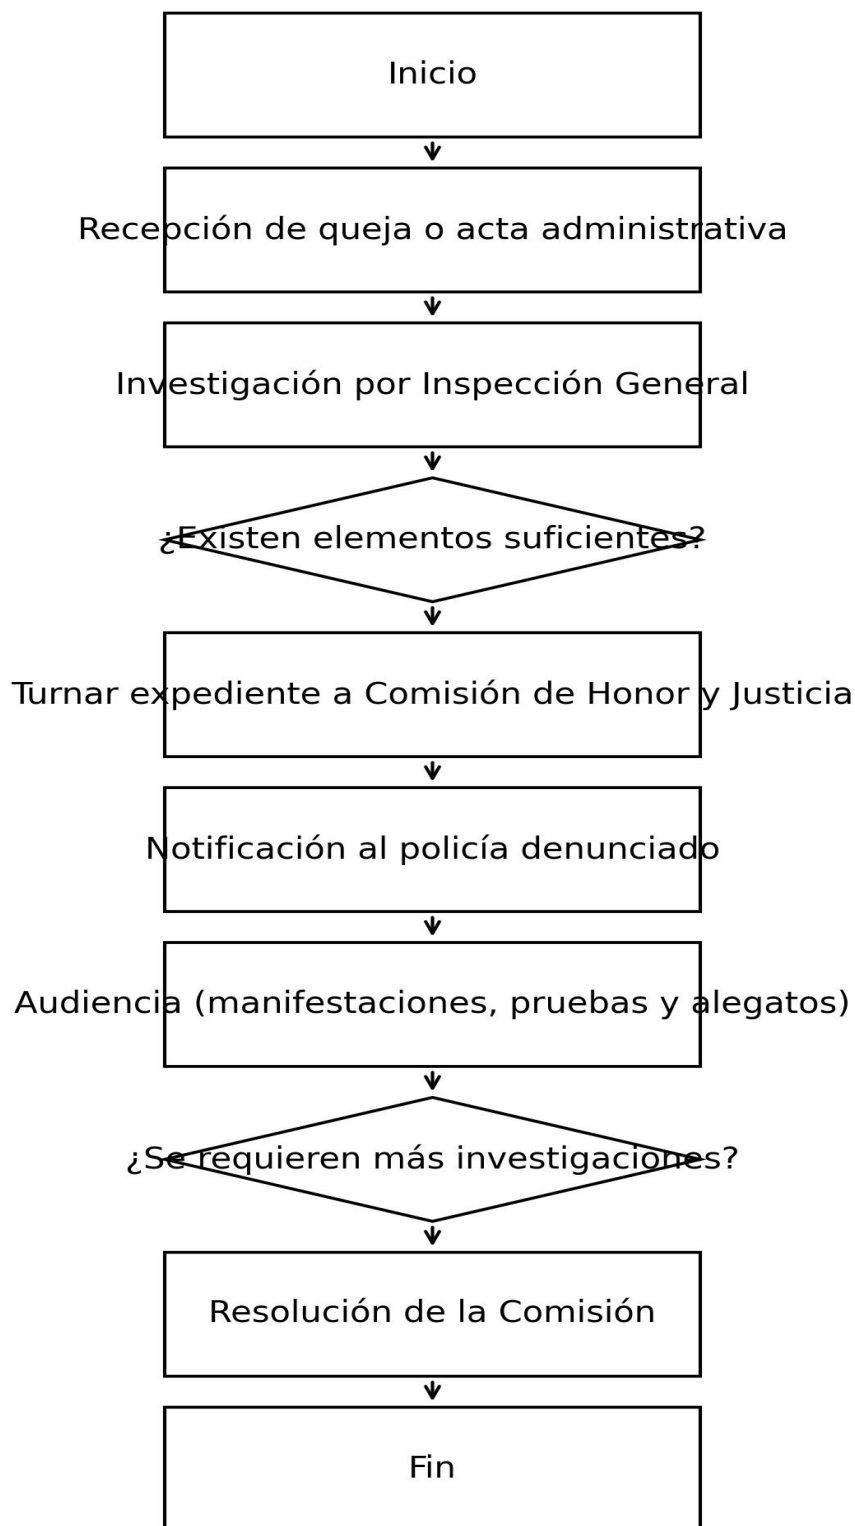 Inicio
Recepción de queja o acta administrativa
Investigación por Inspección General
¿Existen elementos suficientes?
Turnar expediente a Comisión de Honor y Justicia
Notificación al policía denunciado
Audiencia (manifestaciones, pruebas y alegatos)
¿Se requieren más investigaciones?
Resolución de la Comisión
Fin